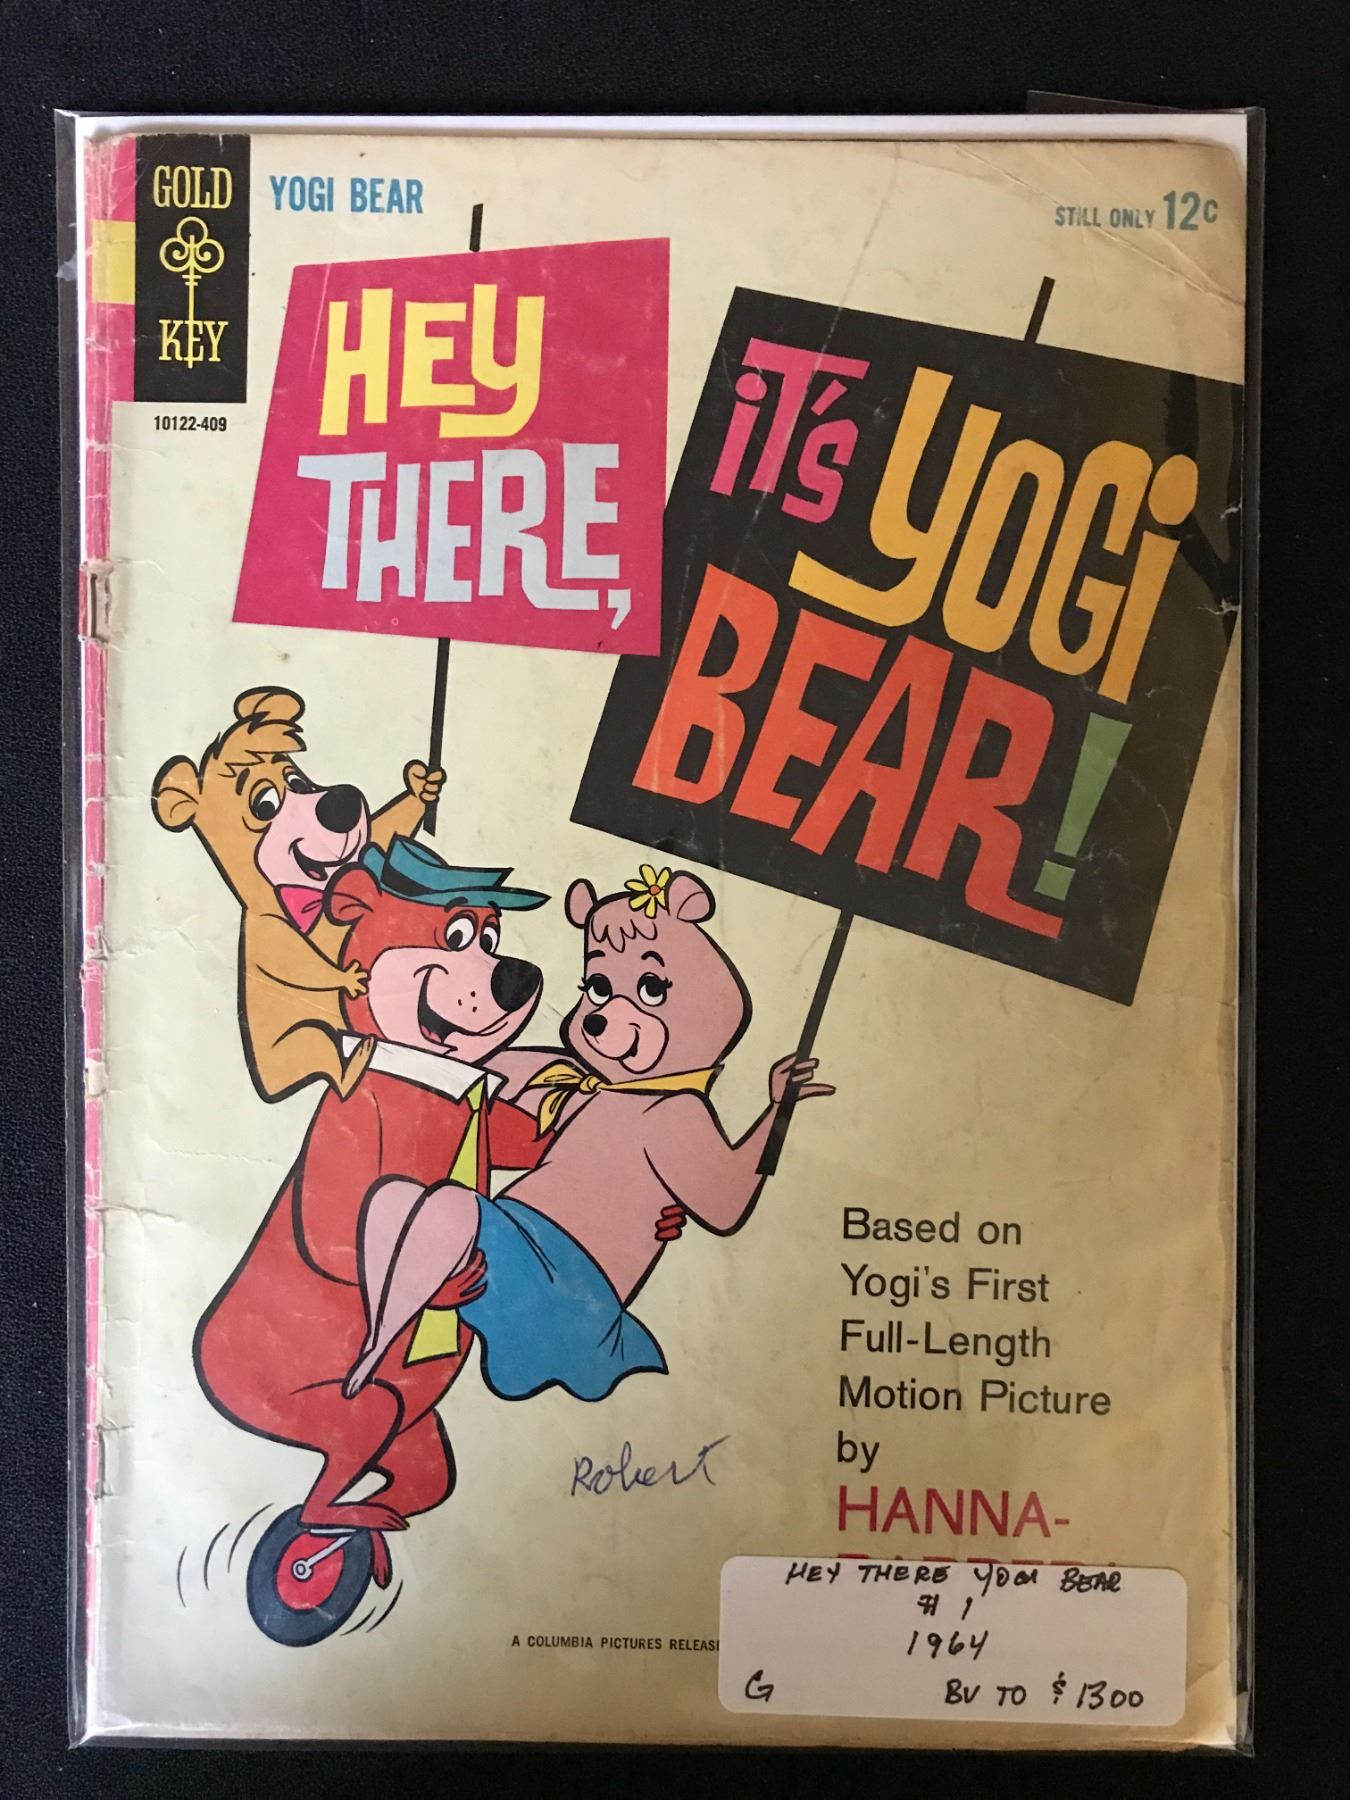 GOLD
KEY
YOGI BEAR
STILL ONLY 12c
10122-409
HEY
THERE,
iT's YOGi
BEAR!
Based on
Yogi's First
Full-Length
Motion Picture
by
HANNA-
Robert
A COLUMBIA PICTURES RELEAS
HEY THERE YOGI BEAR
# 1
1964
G BV TO $1300